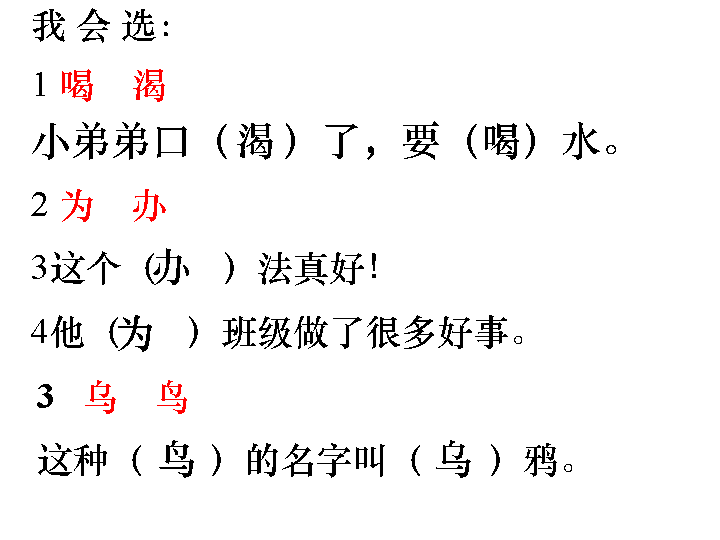 我会选：
1 喝 渴
小弟弟口（渴）了，要（喝）水。
2 为 办
3这个（办 ）法真好！
4他（为 ）班级做了很多好事。
3 乌 鸟
这种（ 鸟 ）的名字叫（ 乌 ）鸦。